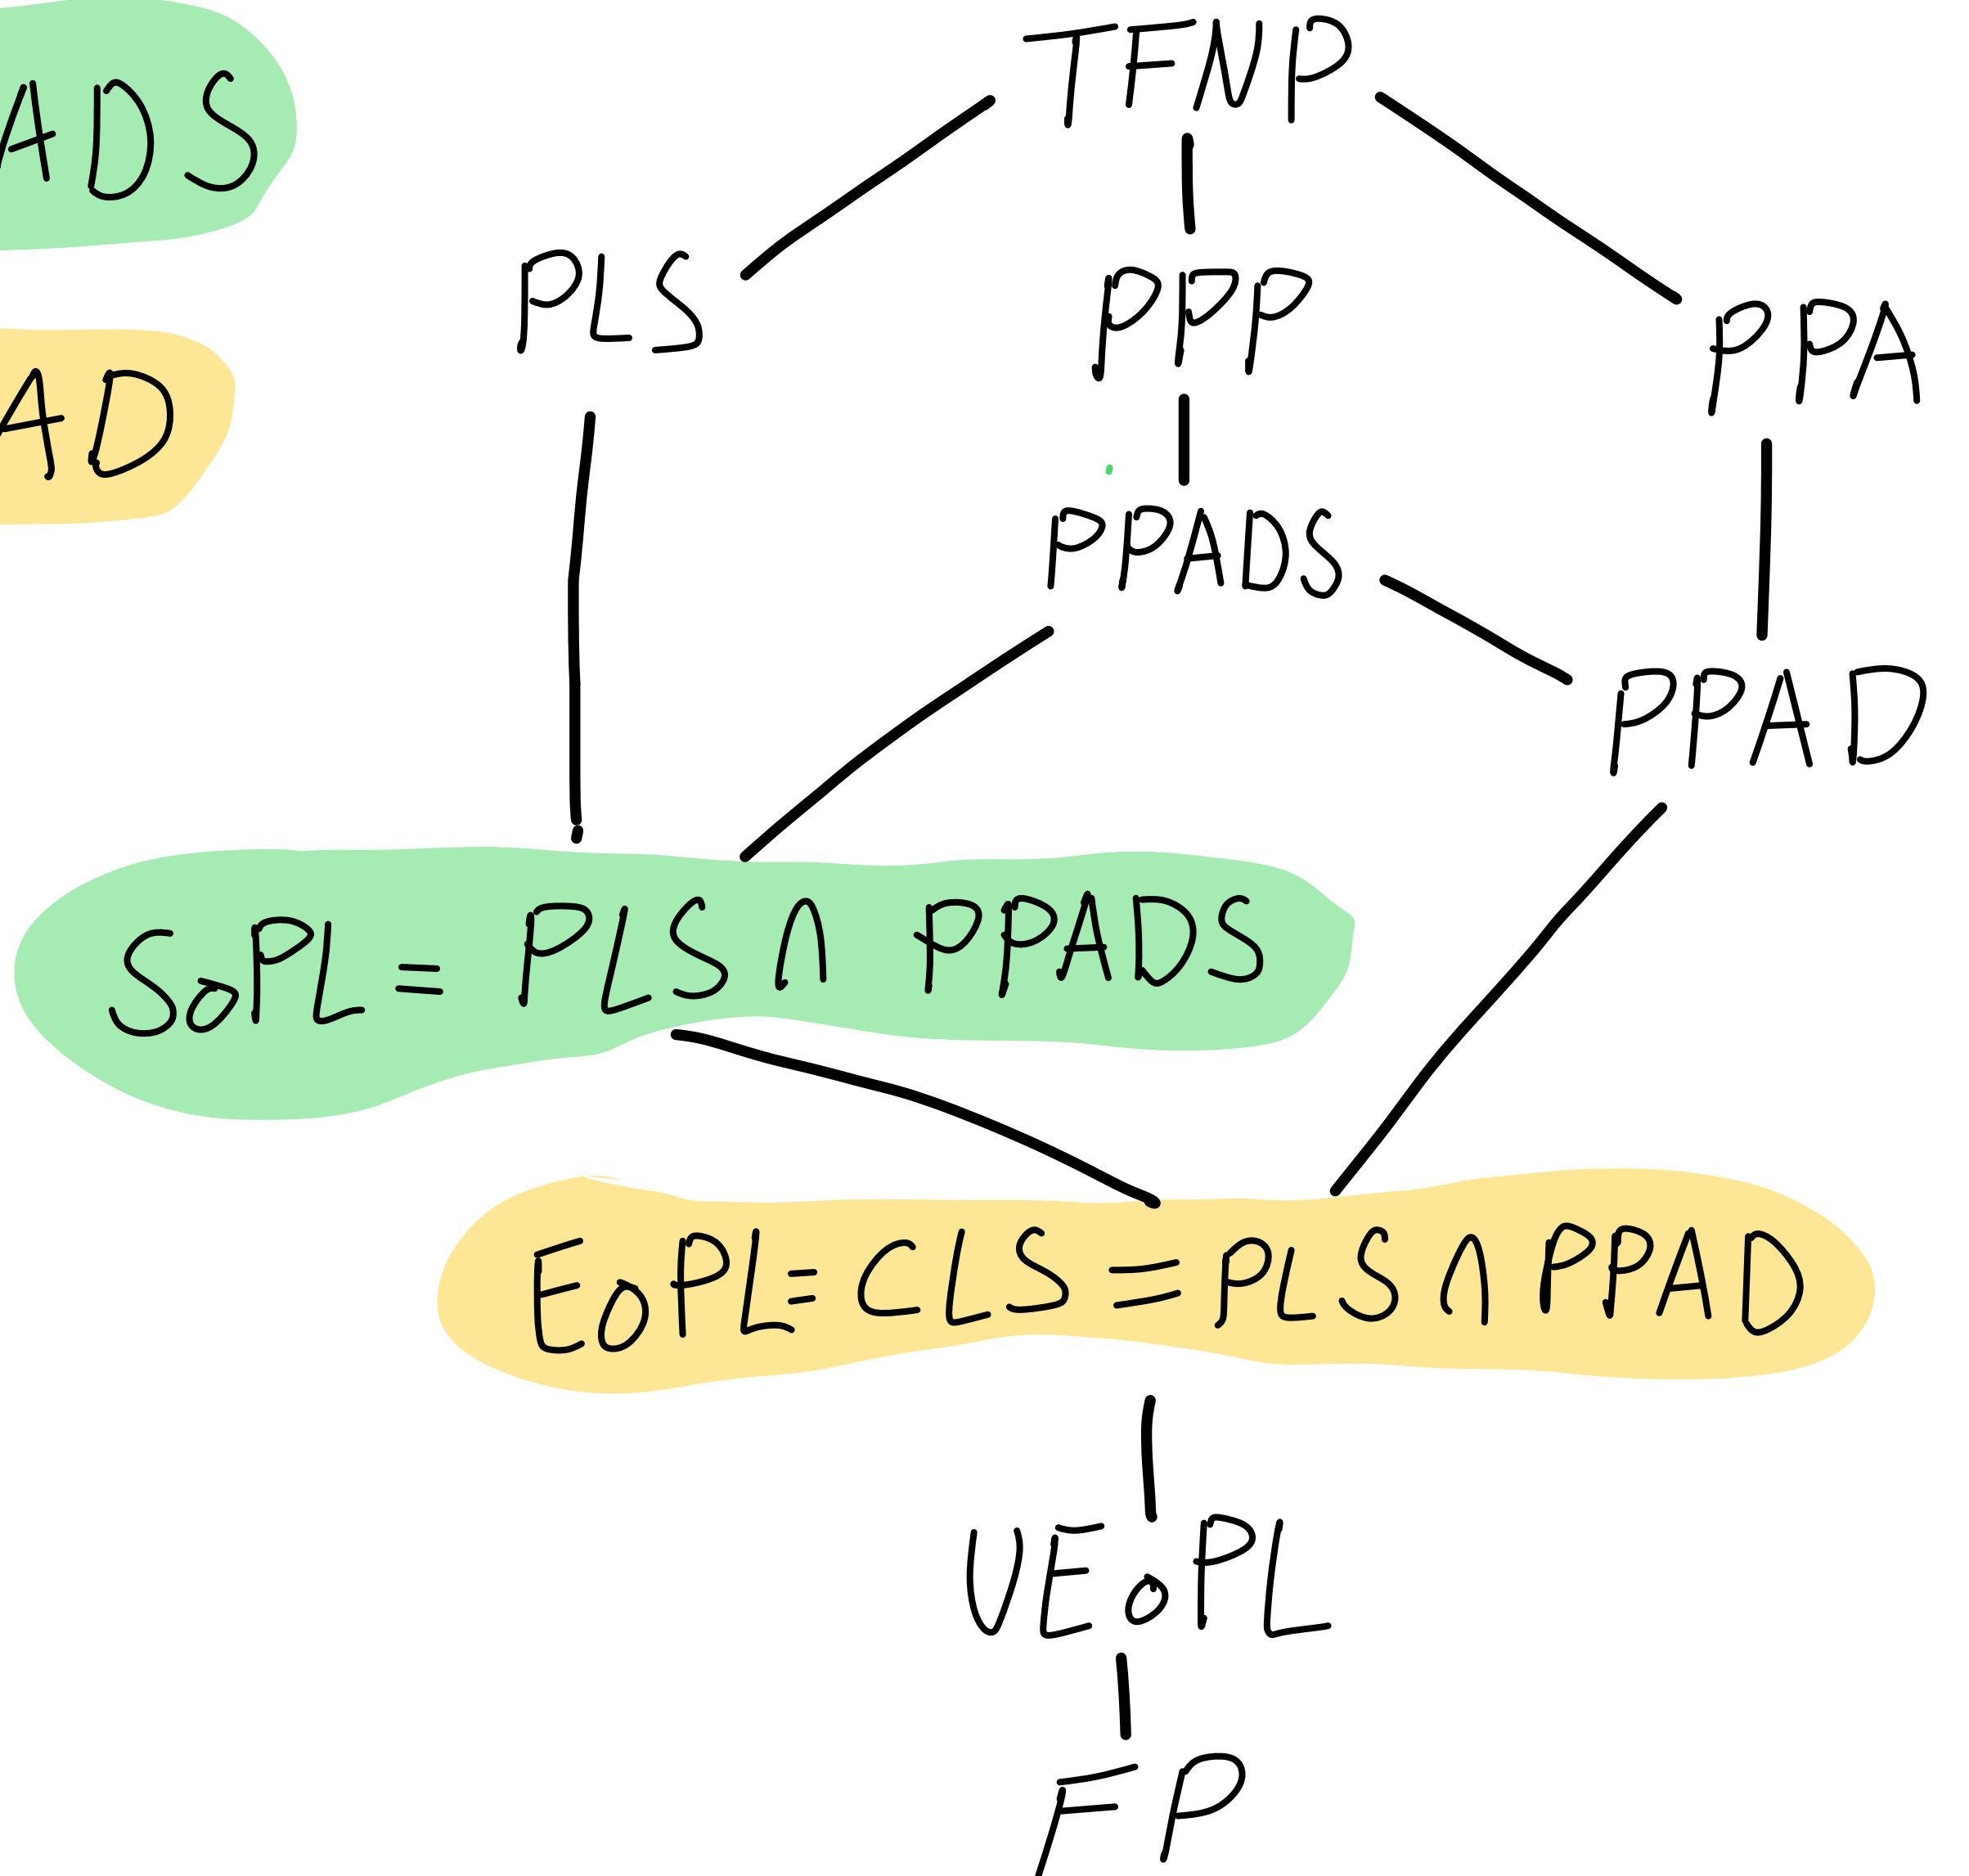 TFNP
ADS
PLS
PPP
PPA
AD
PPADS
PPAD
SoPL = PLS ∩ PPADS
EoPL = CLS = PLS ∩ PPAD
UEoPL
FP